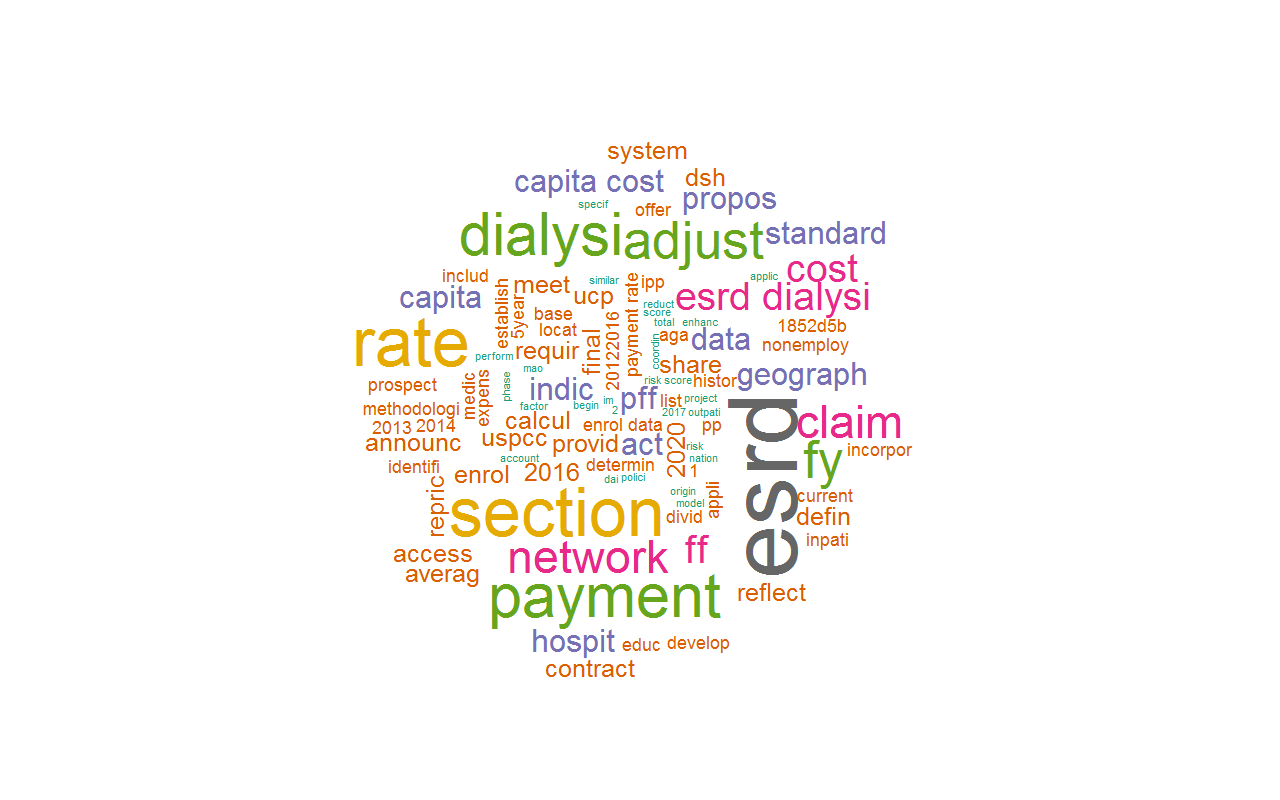 system
capita cost
dsh
specif
offer
propos
dialysi
adjust
standard
includ
meet
similar
ipp
applic
cost
capita
establish
5year
ucp
payment rate
reduct
esrd dialysi
base
score
total
enhanc
1852d5b
rate
locat
final
20122016
aga
data
nonemploy
perform
requir
coordin
share
mao
prospect
medic
expens
phase
indic
risk score
histor
geograph
methodologi
factor
begin
im
2
pff
list
project
2017
outpati
2013
2014
calcul
enrol data
pp
esrd
claim
announc
uspcc
provid
act
2020
risk
fy
incorpor
identifi
account
enrol
2016
determin
nation
1
dai
polici
repric
section
origin
model
appli
current
divid
defin
access
network
ff
inpati
averag
payment
reflect
hospit
educ
develop
contract